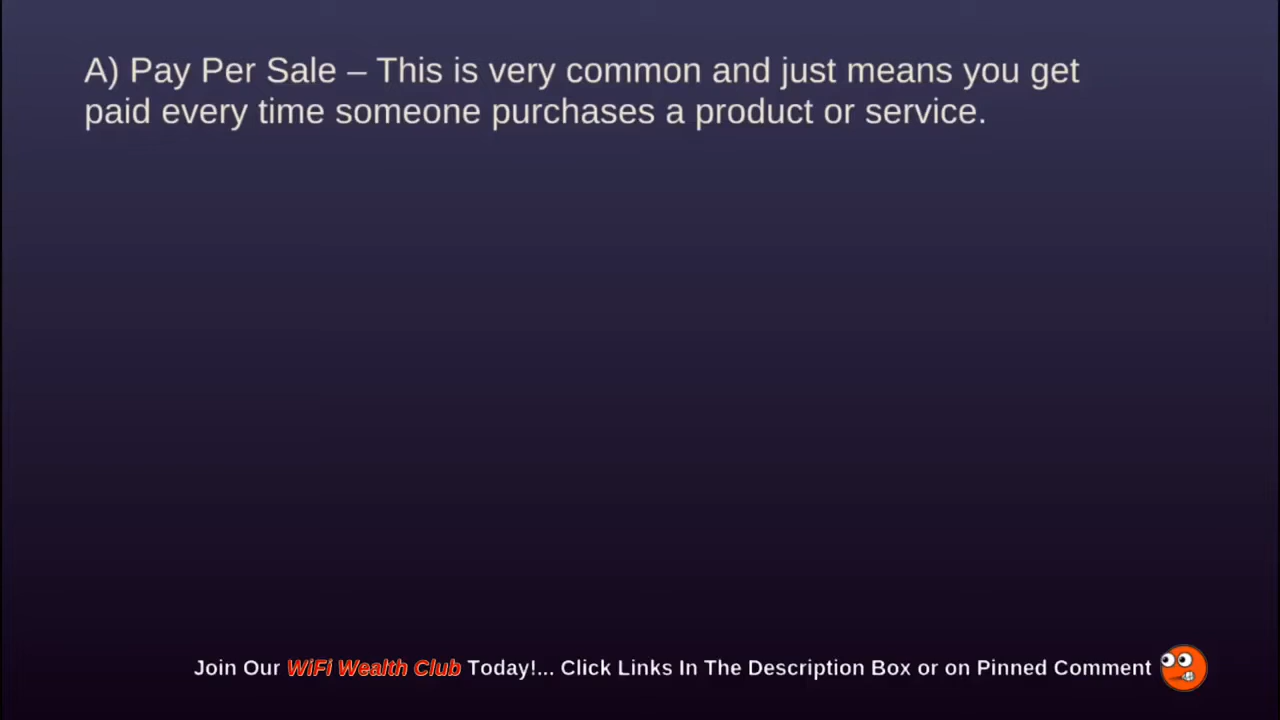 A) Pay Per Sale – This is very common and just means you get
paid every time someone purchases a product or service.
Join Our WiFi Wealth Club Today!... Click Links In The Description Box or on Pinned Comment